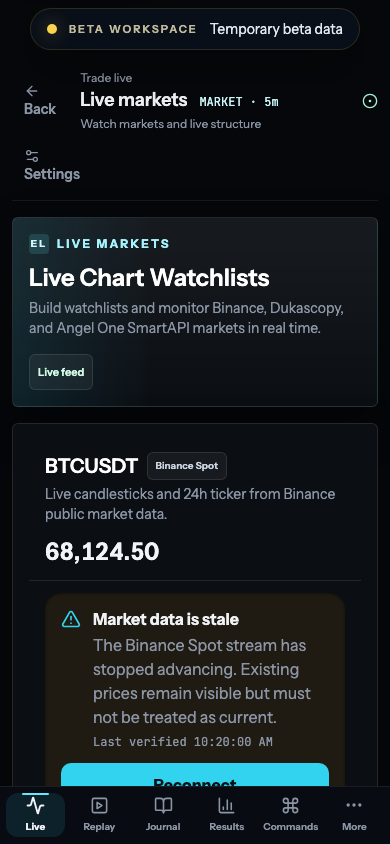 BETA WORKSPACE Temporary beta data
Trade live
Back
Live markets MARKET · 5m
Watch markets and live structure
Settings
EL LIVE MARKETS
Live Chart Watchlists
Build watchlists and monitor Binance, Dukascopy,
and Angel One SmartAPI markets in real time.
Live feed
BTCUSDT Binance Spot
Live candlesticks and 24h ticker from Binance
public market data.
68,124.50
Market data is stale
The Binance Spot stream has
stopped advancing. Existing
prices remain visible but must
not be treated as current.
Last verified 10:20:00 AM
Reconnect
Live Replay Journal Results Commands More